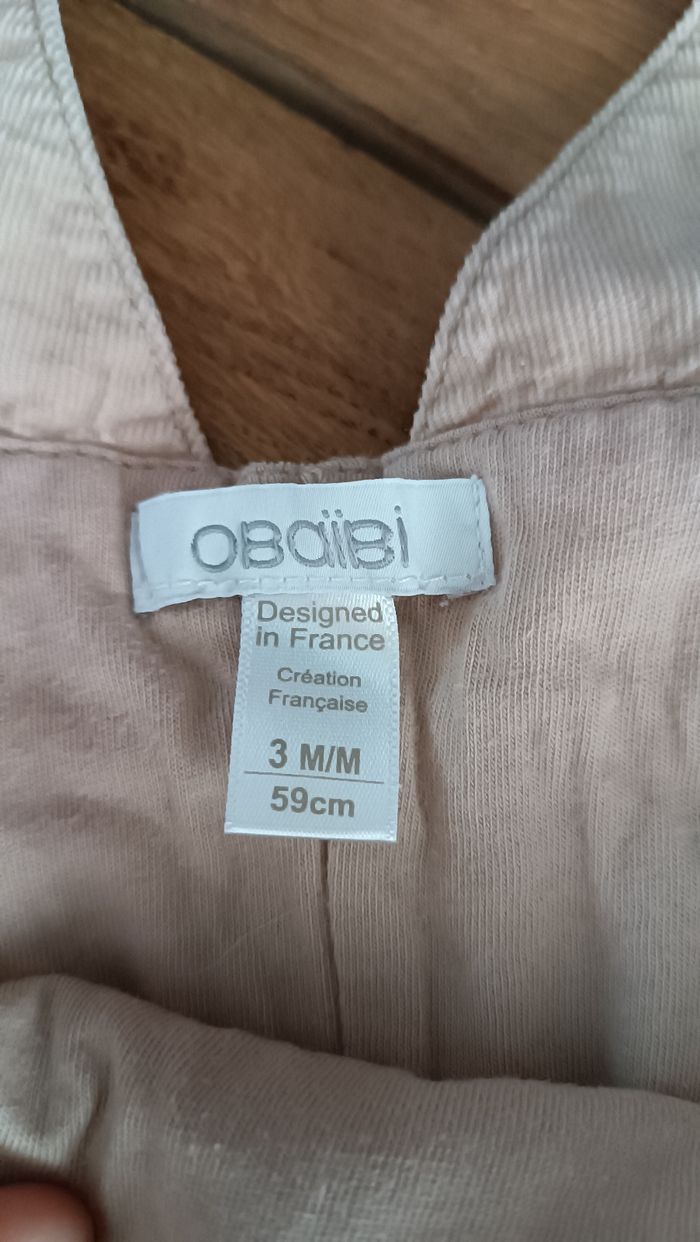 OBAÏBI
Designed
in France
Création
Française
3 M/M
59cm